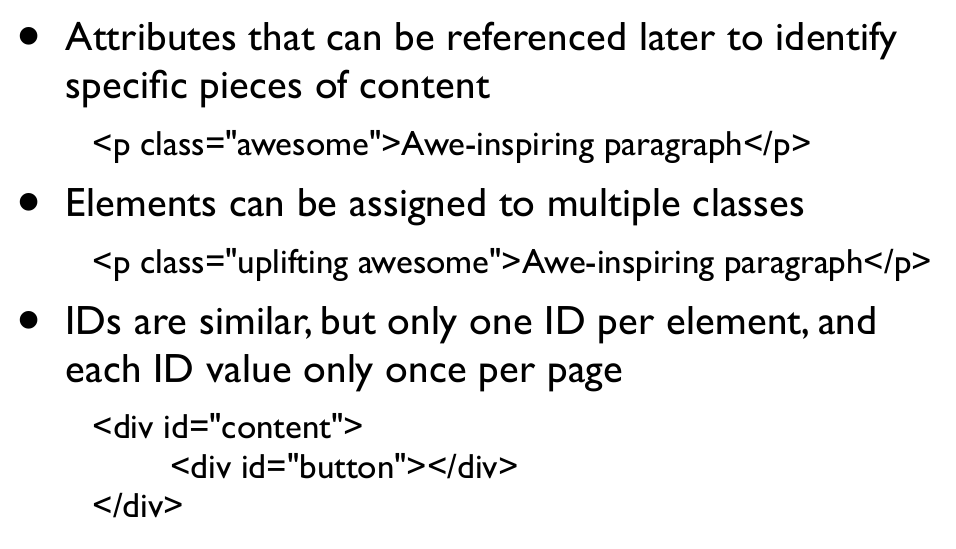 • Attributes that can be referenced later to identify
specific pieces of content
<p class="awesome">Awe-inspiring paragraph</p>
• Elements can be assigned to multiple classes
<p class="uplifting awesome">Awe-inspiring paragraph</p>
• IDs are similar, but only one ID per element, and
each ID value only once per page
<div id="content">
<div id="button"></div>
</div>